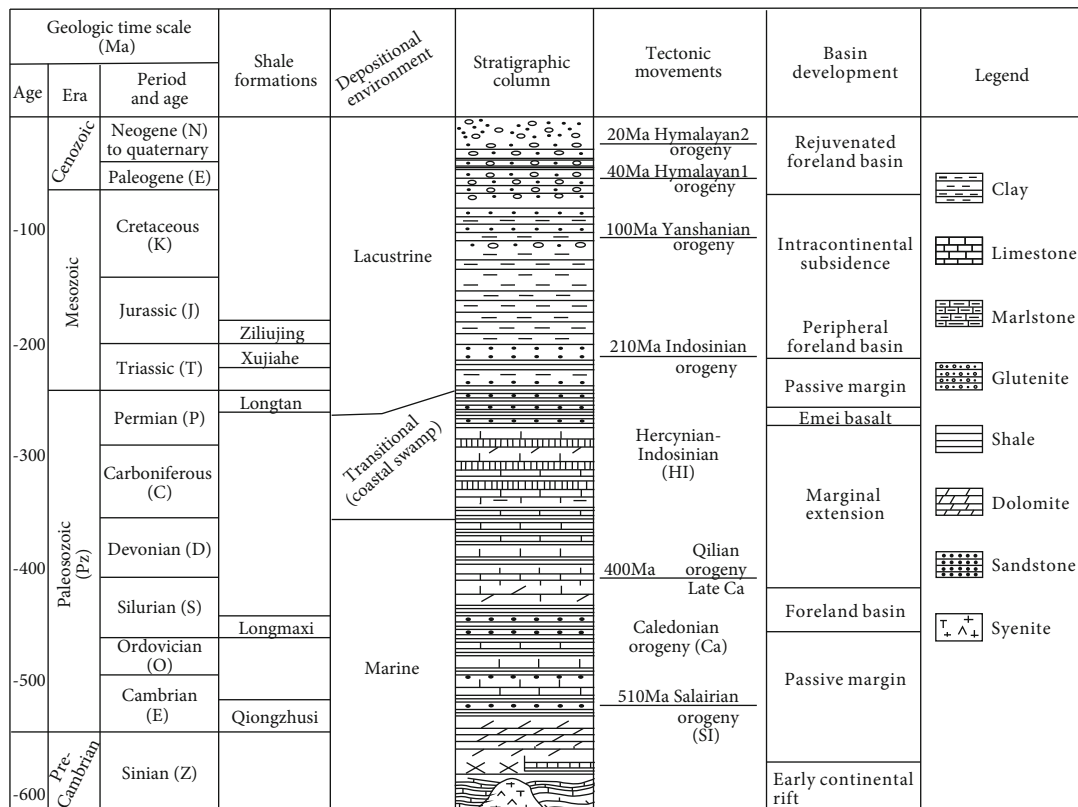 Geologic time scale
(Ma)
Age
Era
Period
and age
Shale
formations
Depositional
environment
Stratigraphic
column
Tectonic
movements
Basin
development
Legend
-100
-200
-300
-400
-500
-600
Cenozoic
Mesozoic
Paleosozoic
(Pz)
Pre-
Cambrian
Neogene (N)
to quaternary
Paleogene (E)
Cretaceous
(K)
Jurassic (J)
Triassic (T)
Permian (P)
Carboniferous
(C)
Devonian (D)
Silurian (S)
Ordovician
(O)
Cambrian
(E)
Sinian (Z)
Ziliujing
Xujiahe
Longtan
Longmaxi
Qiongzhusi
Lacustrine
Transitional
(coastal swamp)
Marine
20Ma Hymalayan2
orogeny
40Ma Hymalayan1
orogeny
100Ma Yanshanian
orogeny
210Ma Indosinian
orogeny
Hercynian-
Indosinian
(HI)
Qilian
400Ma orogeny
Late Ca
Caledonian
orogeny (Ca)
510Ma Salairian
orogeny
(SI)
Rejuvenated
foreland basin
Intracontinental
subsidence
Peripheral
foreland basin
Passive margin
Emei basalt
Marginal
extension
Foreland basin
Passive margin
Early continental
rift
Clay
Limestone
Marlstone
Glutenite
Shale
Dolomite
Sandstone
Syenite